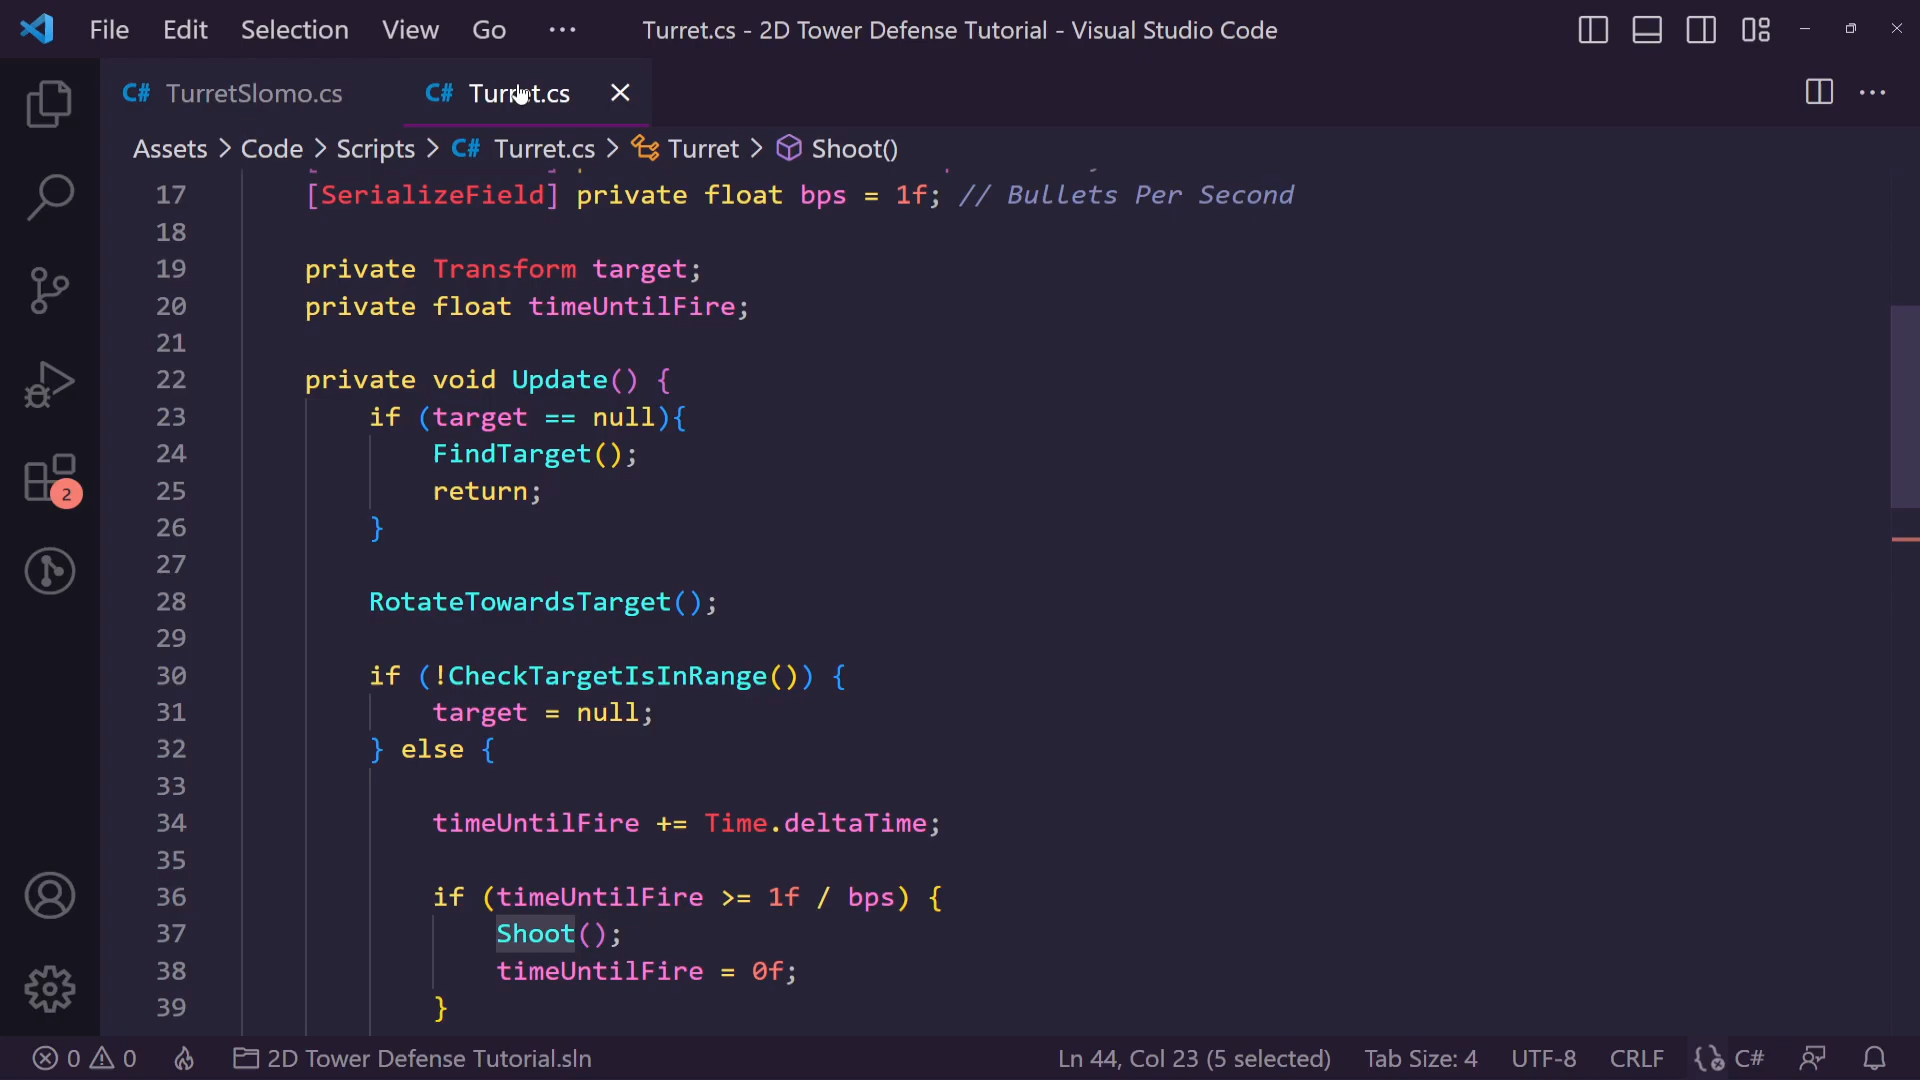 File Edit Selection View Go ··· Turret.cs - 2D Tower Defense Tutorial - Visual Studio Code
C# TurretSlomo.cs C# Turret.cs
Assets > Code > Scripts > C# Turret.cs > Turret > Shoot()
17 [SerializeField] private float bps = 1f; // Bullets Per Second
18
19 private Transform target;
20 private float timeUntilFire;
21
22 private void Update() {
23 if (target == null){
24 FindTarget();
25 return;
26 }
27
28 RotateTowardsTarget();
29
30 if (!CheckTargetIsInRange()) {
31 target = null;
32 } else {
33
34 timeUntilFire += Time.deltaTime;
35
36 if (timeUntilFire >= 1f / bps) {
37 Shoot();
38 timeUntilFire = 0f;
39 }
2
0 0 2D Tower Defense Tutorial.sln Ln 44, Col 23 (5 selected) Tab Size: 4 UTF-8 CRLF C#